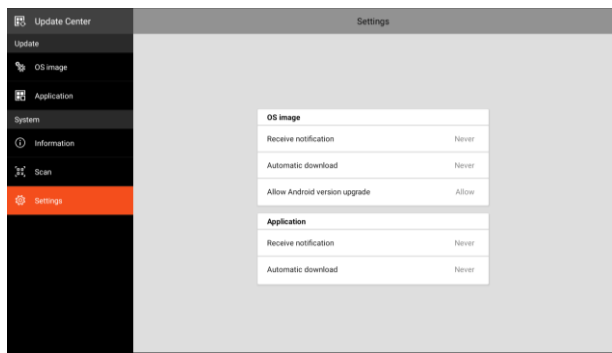 Update Center
Settings
Update
OS image
Application
System
Information
Scan
Settings
OS image
Receive notification Never
Automatic download Never
Allow Android version upgrade Allow
Application
Receive notification Never
Automatic download Never